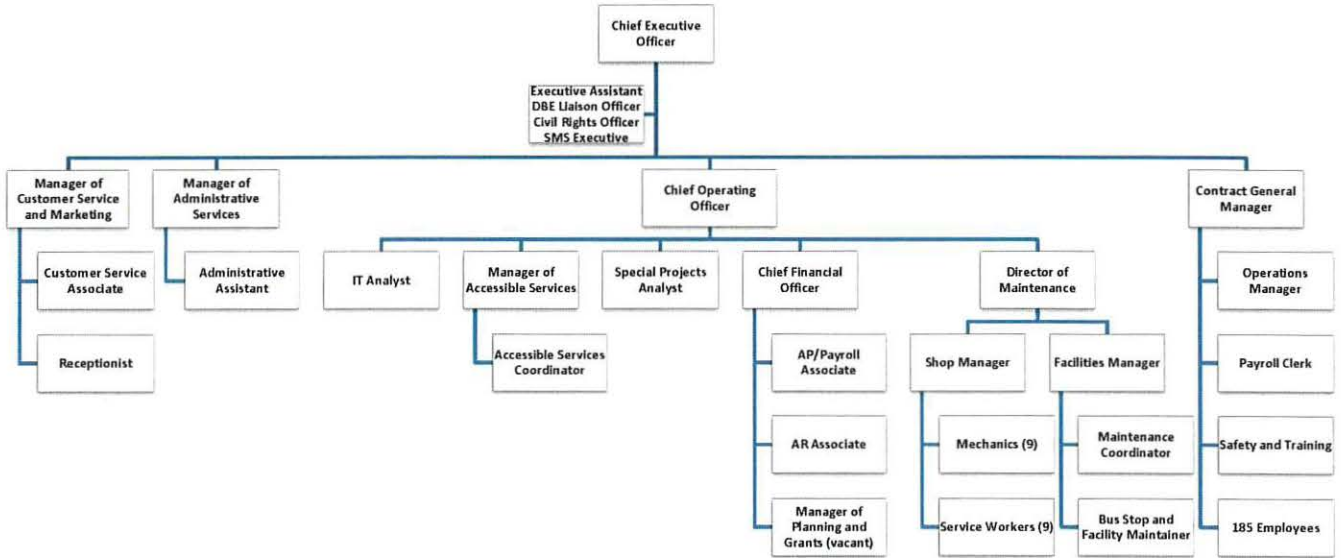 Chief Executive
Officer
Executive Assistant
DBE Liaison Officer
Civil Rights Officer
SMS Executive
Manager of
Customer Service
and Marketing
Manager of
Administrative
Services
Chief Operating
Officer
Contract General
Manager
Customer Service
Associate
Administrative
Assistant
IT Analyst
Manager of
Accessible Services
Special Projects
Analyst
Chief Financial
Officer
Director of
Maintenance
Operations
Manager
Receptionist
Accessible Services
Coordinator
AP/Payroll
Associate
Shop Manager
Facilities Manager
Payroll Clerk
AR Associate
Mechanics (9)
Maintenance
Coordinator
Safety and Training
Manager of
Planning and
Grants (vacant)
Service Workers (9)
Bus Stop and
Facility Maintainer
185 Employees